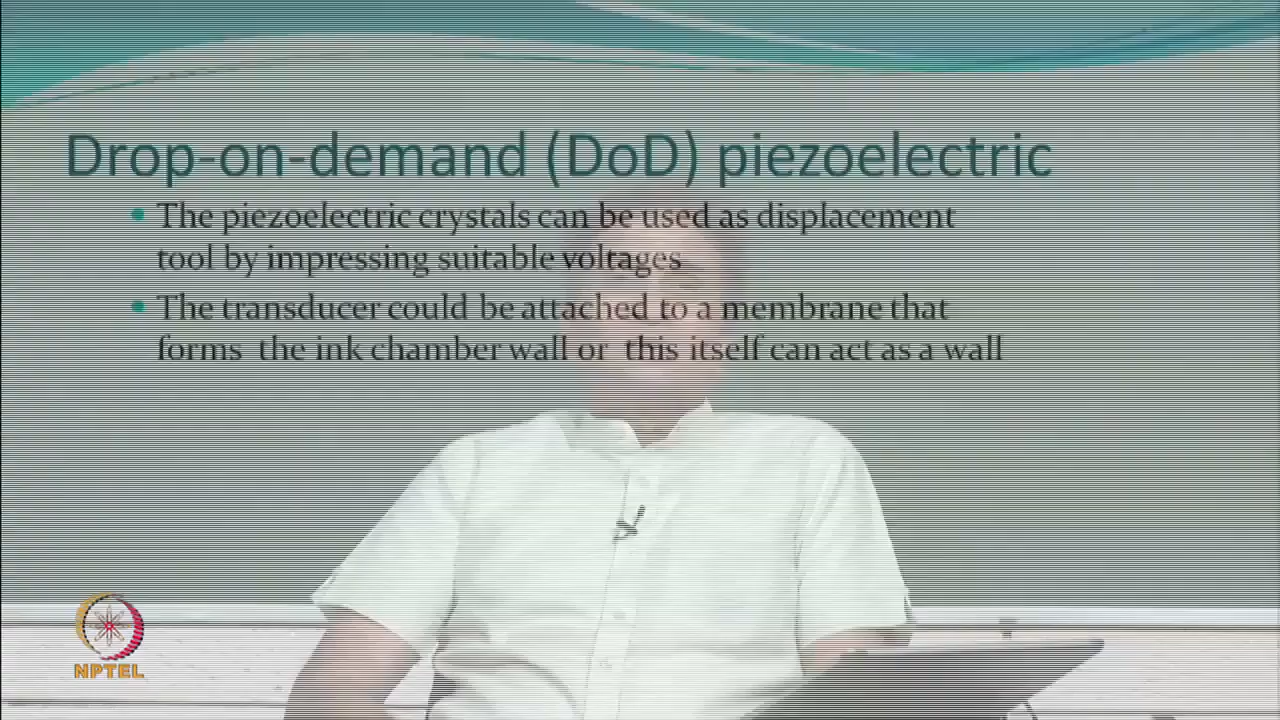 Drop-on-demand (DoD) piezoelectric
• The piezoelectric crystals can be used as displacement
tool by impressing suitable voltages
• The transducer could be attached to a membrane that
forms the ink chamber wall or this itself can act as a wall
NPTEL